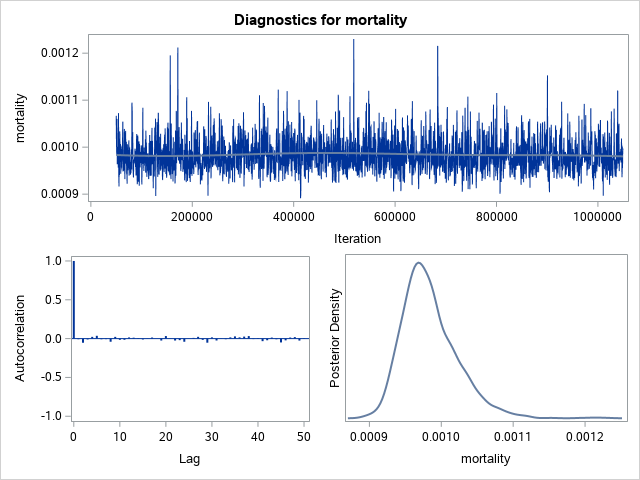 Diagnostics for mortality
mortality
0.0012
0.0011
0.0010
0.0009
0 200000 400000 600000 800000 1000000
Iteration
Autocorrelation
1.0
0.5
0.0
-0.5
-1.0
0 10 20 30 40 50
Lag
Posterior Density
0.0009 0.0010 0.0011 0.0012
mortality